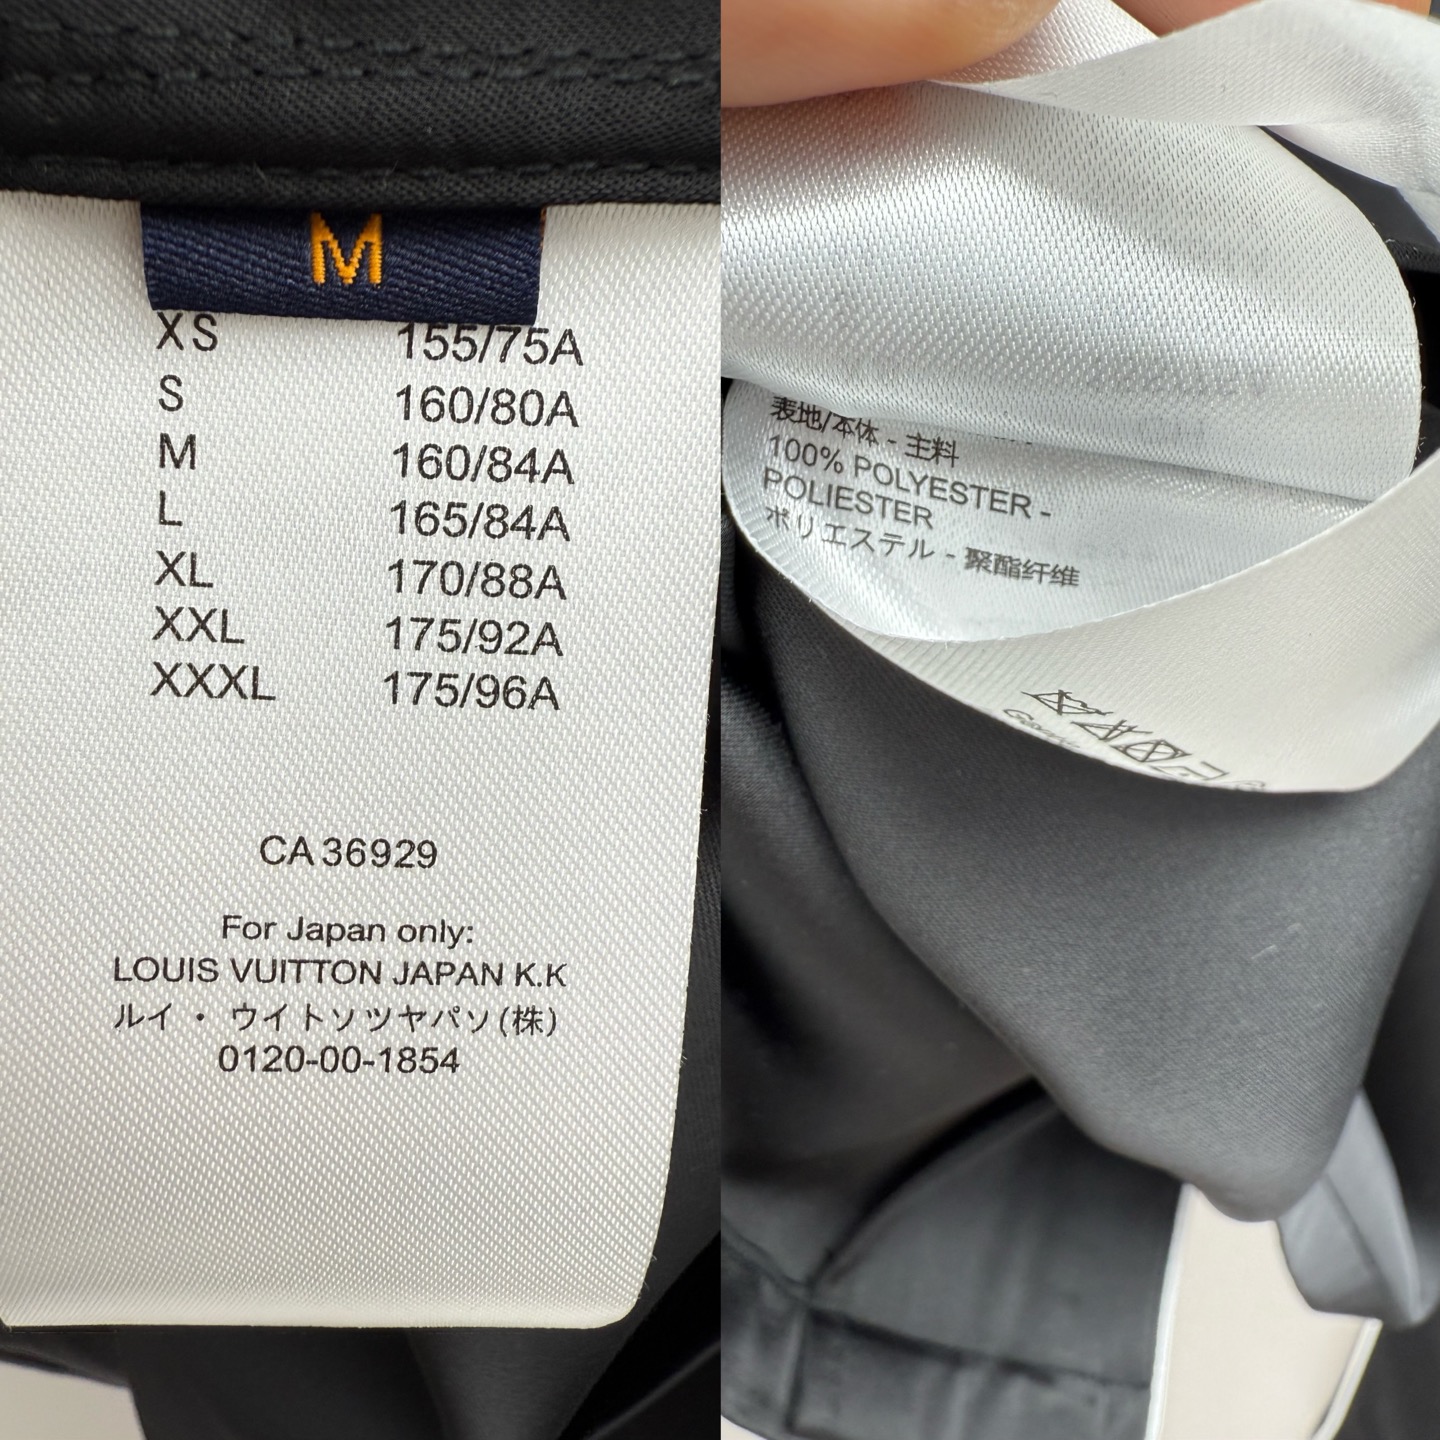 M
XS 155/75A
S 160/80A
M 160/84A
L 165/84A
XL 170/88A
XXL 175/92A
XXXL 175/96A
CA 36929
For Japan only:
LOUIS VUITTON JAPAN K.K
ルイ・ウイトソツヤパソ(株)
0120-00-1854
表地/本体 - 主料
100% POLYESTER -
POLIESTER
ポリエステル - 聚酯纤维